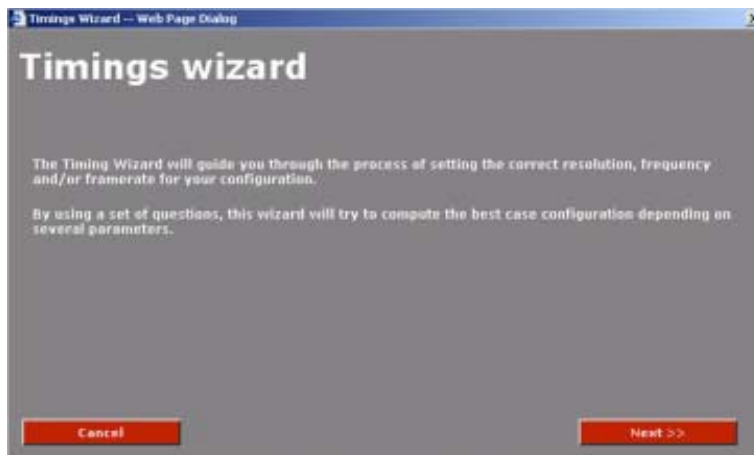 Timings Wizard -- Web Page Dialog
Timings wizard
The Timing Wizard will guide you through the process of setting the correct resolution, frequency
and/or framerate for your configuration.
By using a set of questions, this wizard will try to compute the best case configuration depending on
several parameters.
Cancel
Next >>